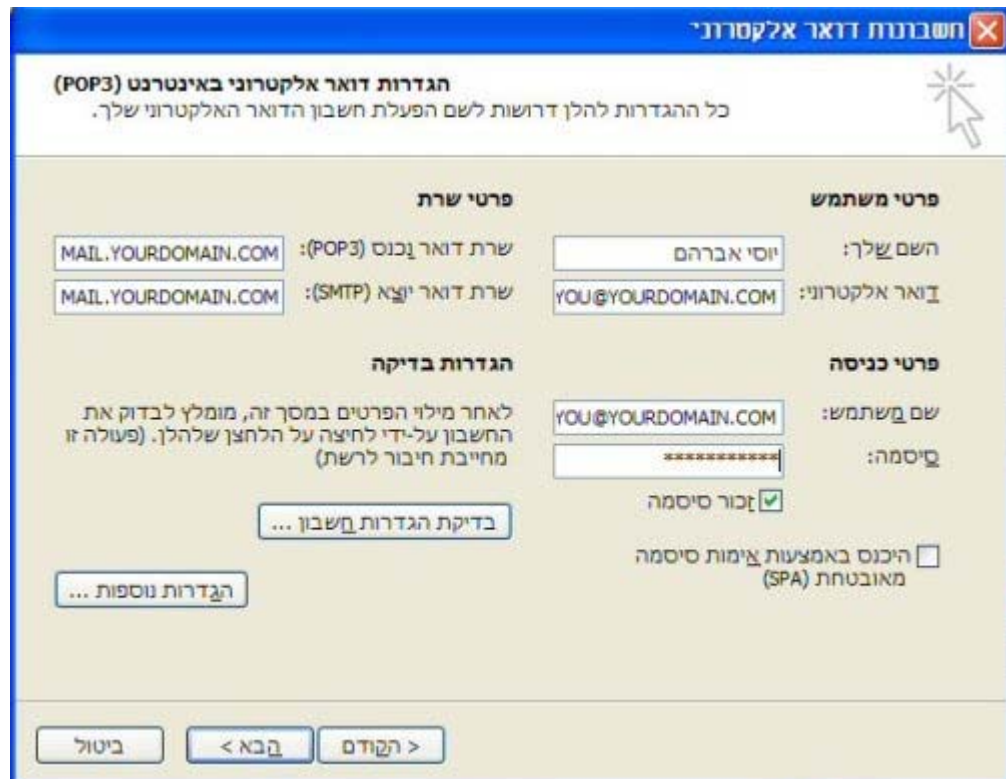 חשבונות דואר אלקטרוני
הגדרות דואר אלקטרוני באינטרנט (POP3)
כל ההגדרות להלן דרושות לשם הפעלת חשבון הדואר האלקטרוני שלך.
פרטי משתמש
השם שלך: יוסי אברהם
דואר אלקטרוני: YOU@YOURDOMAIN.COM
פרטי שרת
שרת דואר נכנס (POP3): MAIL.YOURDOMAIN.COM
שרת דואר יוצא (SMTP): MAIL.YOURDOMAIN.COM
פרטי כניסה
שם משתמש: YOU@YOURDOMAIN.COM
סיסמה: ***********
זכור סיסמה
היכנס באמצעות אימות סיסמה
מאובטחת (SPA)
הגדרות בדיקה
לאחר מילוי הפרטים במסך זה, מומלץ לבדוק את
החשבון על-ידי לחיצה על הלחצן שלהלן. (פעולה זו
מחייבת חיבור לרשת)
בדיקת הגדרות חשבון ...
הגדרות נוספות ...
< הקודם
הבא >
ביטול